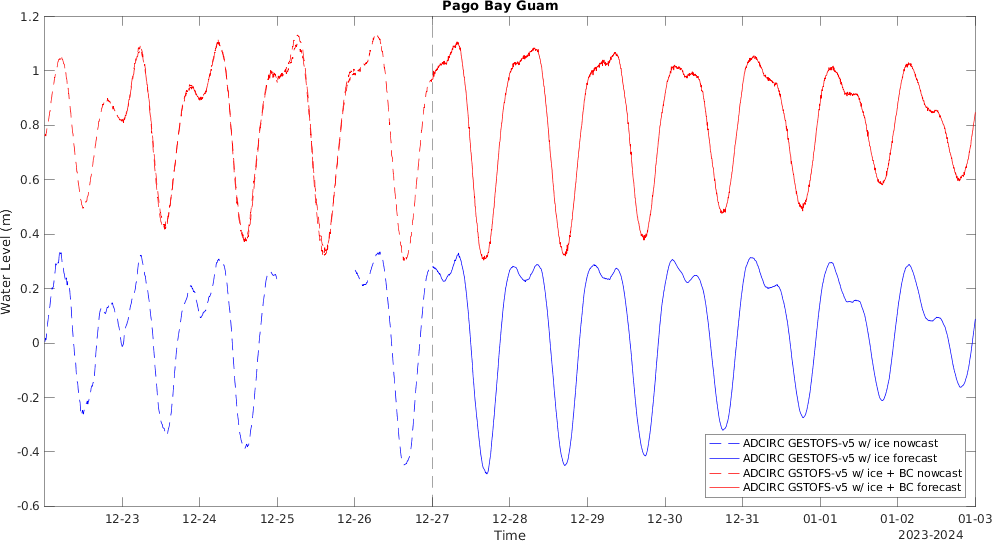 Pago Bay Guam
1.2
1
0.8
0.6
0.4
0.2
0
-0.2
-0.4
-0.6
Water Level (m)
ADCIRC GESTOFS-v5 w/ ice nowcast
ADCIRC GESTOFS-v5 w/ ice forecast
ADCIRC GSTOFS-v5 w/ ice + BC nowcast
ADCIRC GSTOFS-v5 w/ ice + BC forecast
12-23 12-24 12-25 12-26 12-27 12-28 12-29 12-30 12-31 01-01 01-02 01-03
Time
2023-2024